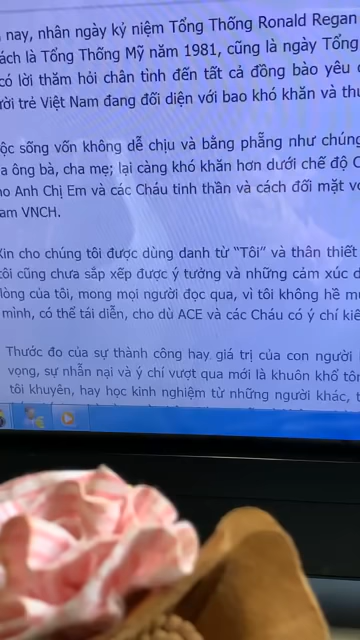 nay, nhân ngày ký niệm Tổng Thống Ronald Regan
ách là Tổng Thống Mỹ năm 1981, cũng là ngày Tổng
có lời thăm hỏi chân tình đến tất cả đồng bào yêu
ười trẻ Việt Nam đang đối diện với bao khó khăn và
ộc sống vốn không dễ chịu và bằng phẵng như chúng
a ông bà, cha mẹ; lại càng khó khăn hơn dưới chế độ
ho Anh Chị Em và các Cháu tinh thần và cách đối mặt
am VNCH.
Xin cho chúng tôi được dùng danh từ “Tôi” và thân thiết
tôi cũng chưa sắp xếp được ý tưởng và những cảm xúc
lòng của tôi, mong mọi người đọc qua, vì tôi không hề
mình, có thể tái diễn, cho dù ACE và các Cháu có ý chí
Thước đo của sự thành công hay giá trị của con người
vọng, sự nhẫn nại và ý chí vượt qua mới là khuôn khổ
tôi khuyên, hay học kinh nghiệm từ những người khác,